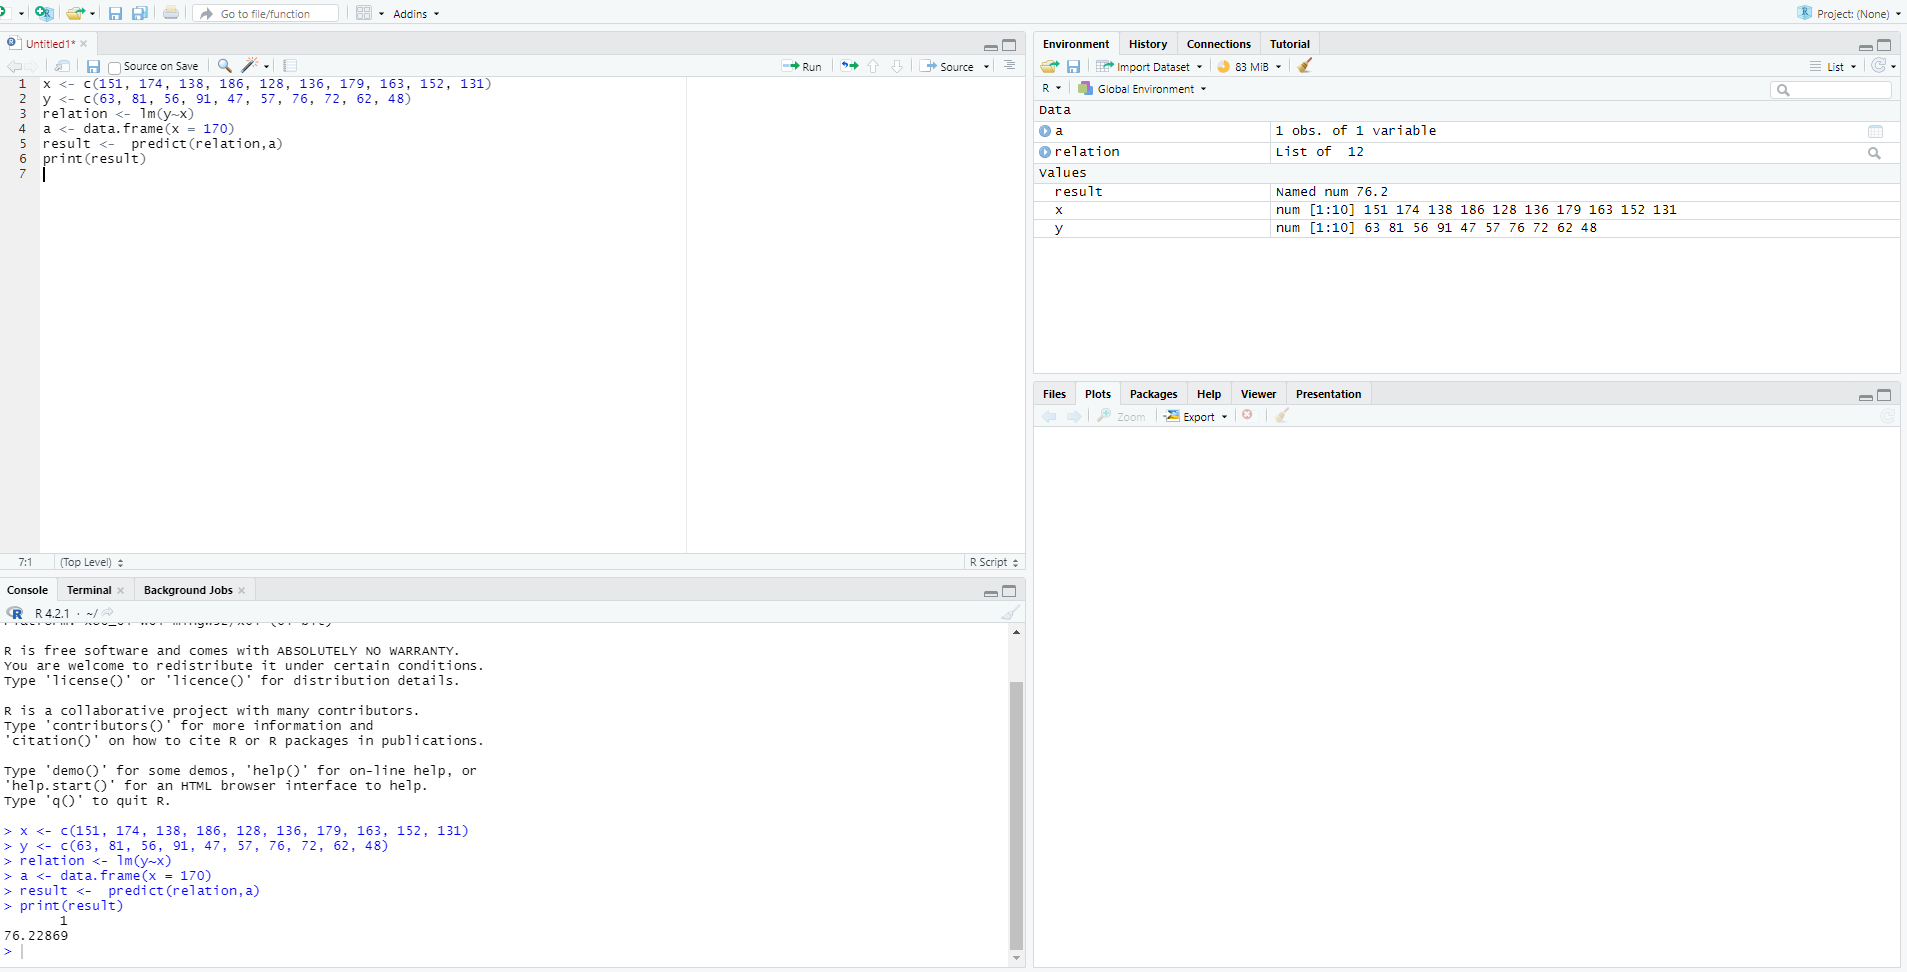 Go to file/function
Addins
Project: (None)
Untitled1*
Source on Save
Run
Source
1 x <- c(151, 174, 138, 186, 128, 136, 179, 163, 152, 131)
2 y <- c(63, 81, 56, 91, 47, 57, 76, 72, 62, 48)
3 relation <- lm(y~x)
4 a <- data.frame(x = 170)
5 result <-  predict(relation,a)
6 print(result)
7
7:1 (Top Level) R Script
Console Terminal Background Jobs
R 4.2.1 · ~/
R is free software and comes with ABSOLUTELY NO WARRANTY.
You are welcome to redistribute it under certain conditions.
Type 'license()' or 'licence()' for distribution details.
R is a collaborative project with many contributors.
Type 'contributors()' for more information and
'citation()' on how to cite R or R packages in publications.
Type 'demo()' for some demos, 'help()' for on-line help, or
'help.start()' for an HTML browser interface to help.
Type 'q()' to quit R.
> x <- c(151, 174, 138, 186, 128, 136, 179, 163, 152, 131)
> y <- c(63, 81, 56, 91, 47, 57, 76, 72, 62, 48)
> relation <- lm(y~x)
> a <- data.frame(x = 170)
> result <-  predict(relation,a)
> print(result)
1
76.22869
>
Environment History Connections Tutorial
Import Dataset 83 MiB List
R Global Environment
Data
a 1 obs. of 1 variable
relation List of  12
Values
result Named num 76.2
x num [1:10] 151 174 138 186 128 136 179 163 152 131
y num [1:10] 63 81 56 91 47 57 76 72 62 48
Files Plots Packages Help Viewer Presentation
Zoom Export